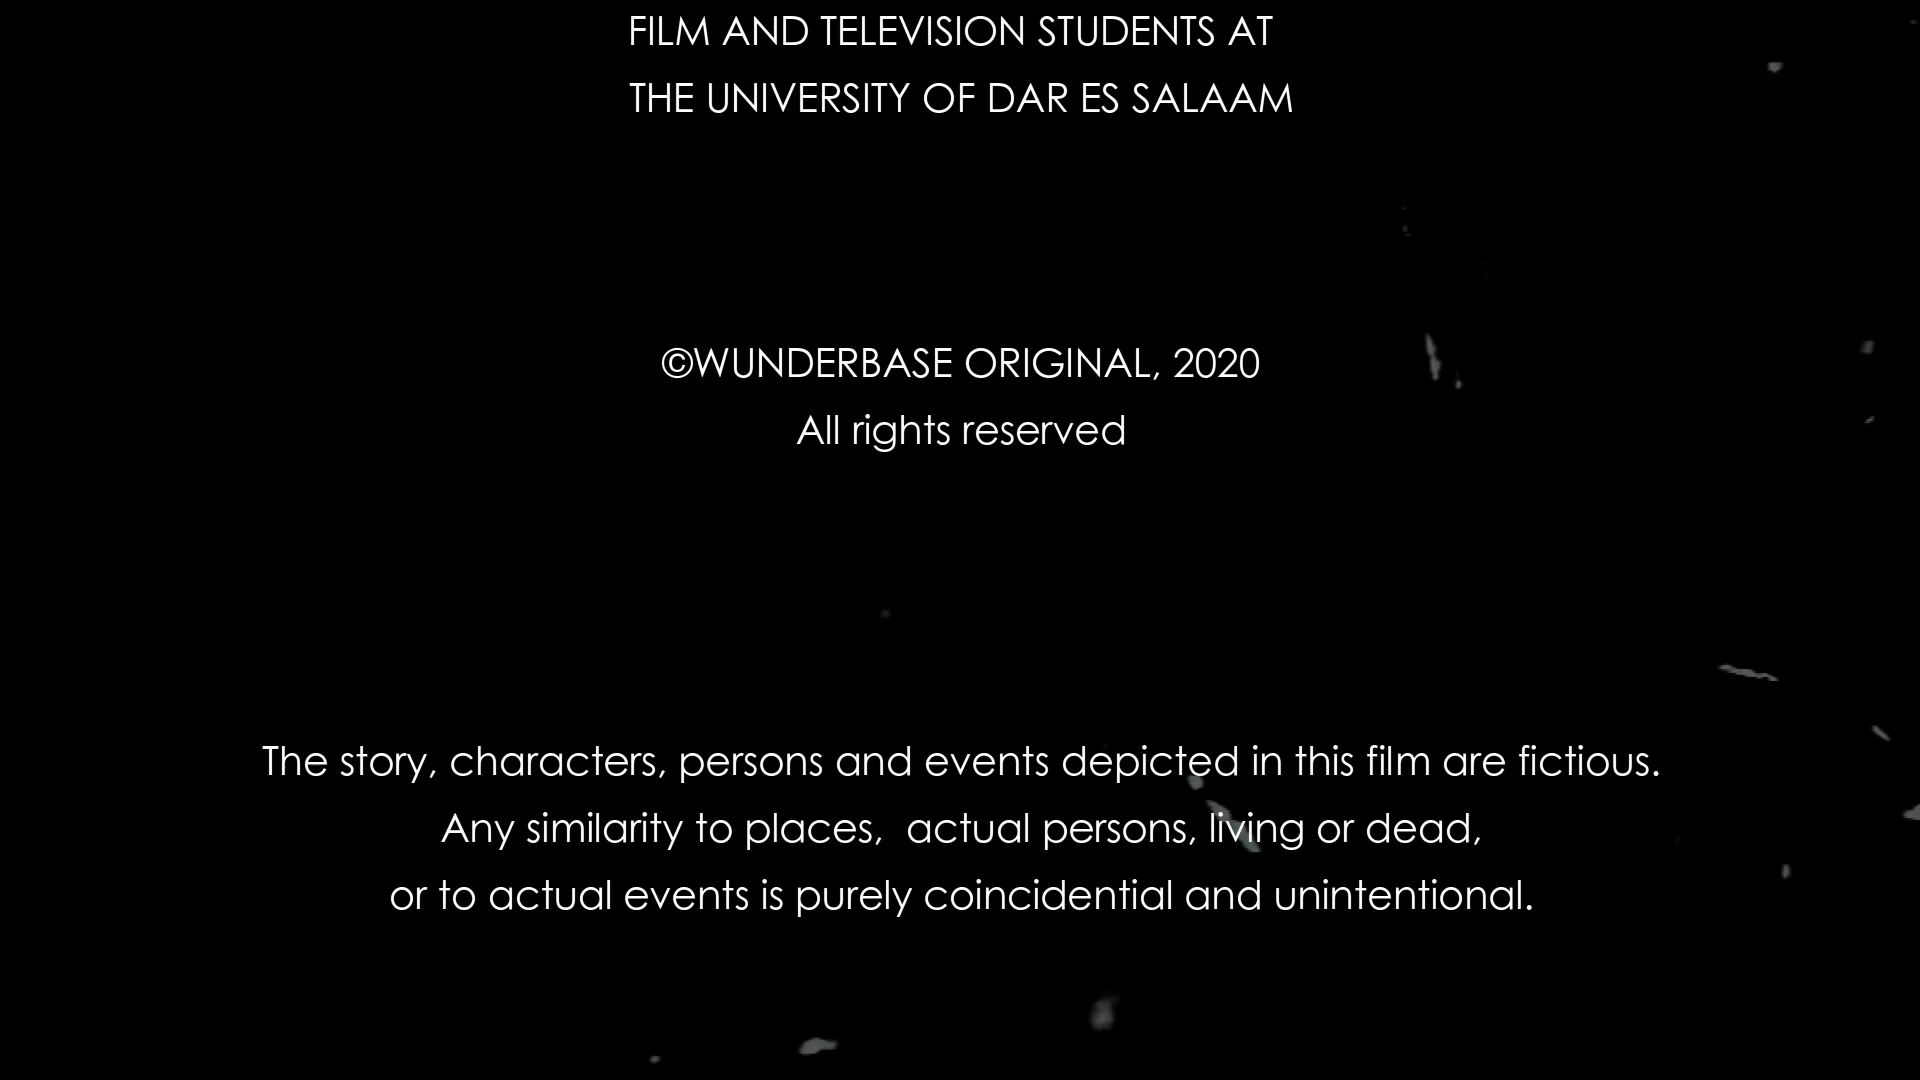 FILM AND TELEVISION STUDENTS AT
THE UNIVERSITY OF DAR ES SALAAM
©WUNDERBASE ORIGINAL, 2020
All rights reserved
The story, characters, persons and events depicted in this film are fictious.
Any similarity to places,  actual persons, living or dead,
or to actual events is purely coincidential and unintentional.